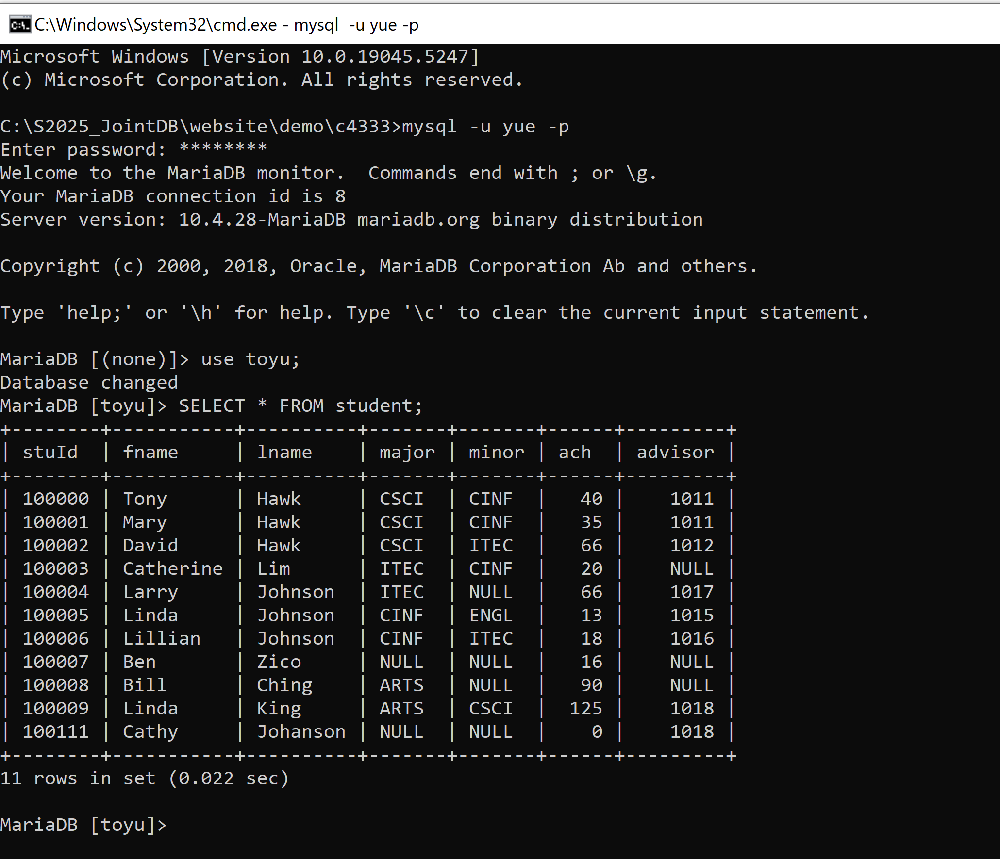 C:\Windows\System32\cmd.exe - mysql  -u yue -p
Microsoft Windows [Version 10.0.19045.5247]
(c) Microsoft Corporation. All rights reserved.

C:\S2025_JointDB\website\demo\c4333>mysql -u yue -p
Enter password: ********
Welcome to the MariaDB monitor.  Commands end with ; or \g.
Your MariaDB connection id is 8
Server version: 10.4.28-MariaDB mariadb.org binary distribution

Copyright (c) 2000, 2018, Oracle, MariaDB Corporation Ab and others.

Type 'help;' or '\h' for help. Type '\c' to clear the current input statement.

MariaDB [(none)]> use toyu;
Database changed
MariaDB [toyu]> SELECT * FROM student;
+--------+-----------+----------+-------+-------+------+---------+
| stuId  | fname     | lname    | major | minor | ach  | advisor |
+--------+-----------+----------+-------+-------+------+---------+
| 100000 | Tony      | Hawk     | CSCI  | CINF  |   40 |    1011 |
| 100001 | Mary      | Hawk     | CSCI  | CINF  |   35 |    1011 |
| 100002 | David     | Hawk     | CSCI  | ITEC  |   66 |    1012 |
| 100003 | Catherine | Lim      | ITEC  | CINF  |   20 |    NULL |
| 100004 | Larry     | Johnson  | ITEC  | NULL  |   66 |    1017 |
| 100005 | Linda     | Johnson  | CINF  | ENGL  |   13 |    1015 |
| 100006 | Lillian   | Johnson  | CINF  | ITEC  |   18 |    1016 |
| 100007 | Ben       | Zico     | NULL  | NULL  |   16 |    NULL |
| 100008 | Bill      | Ching    | ARTS  | NULL  |   90 |    NULL |
| 100009 | Linda     | King     | ARTS  | CSCI  |  125 |    1018 |
| 100111 | Cathy     | Johanson | NULL  | NULL  |    0 |    1018 |
+--------+-----------+----------+-------+-------+------+---------+
11 rows in set (0.022 sec)

MariaDB [toyu]>